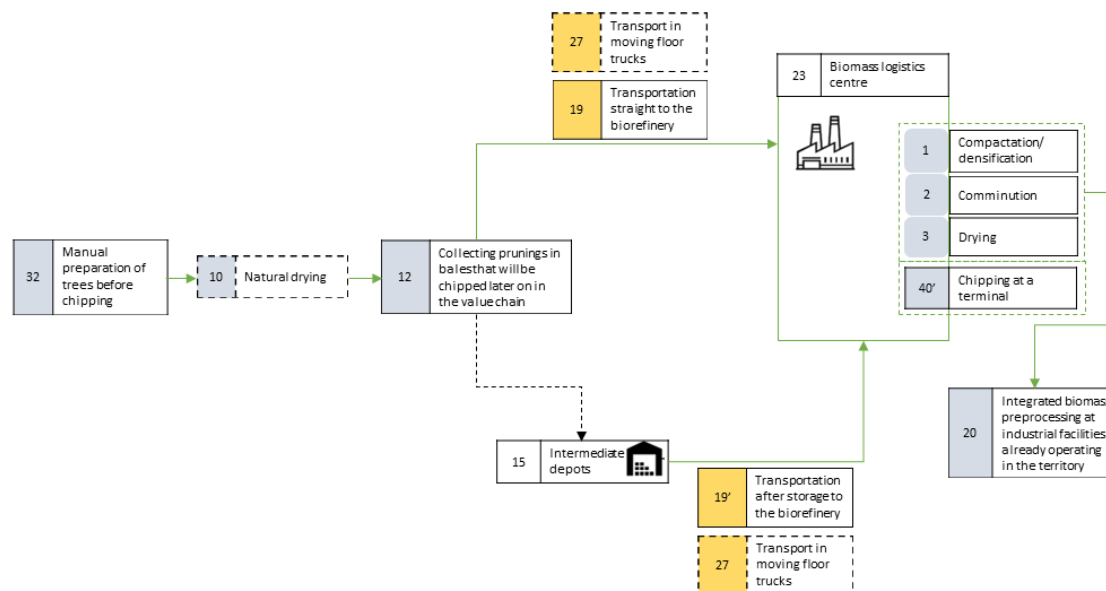 27
Transport in
moving floor
trucks
19
Transportation
straight to the
biorefinery
23
Biomass logistics
centre
1
Compactation/
densification
2
Comminution
3
Drying
40’
Chipping at a
terminal
32
Manual
preparation of
trees before
chipping
10
Natural drying
12
Collecting prunings in
balesthat will be
chipped later on in
the value chain
15
Intermediate
depots
19’
Transportation
after storage to
the biorefinery
27
Transport in
moving floor
trucks
20
Integrated biomas
preprocessing at
industrial facilities
already operating
in the territory